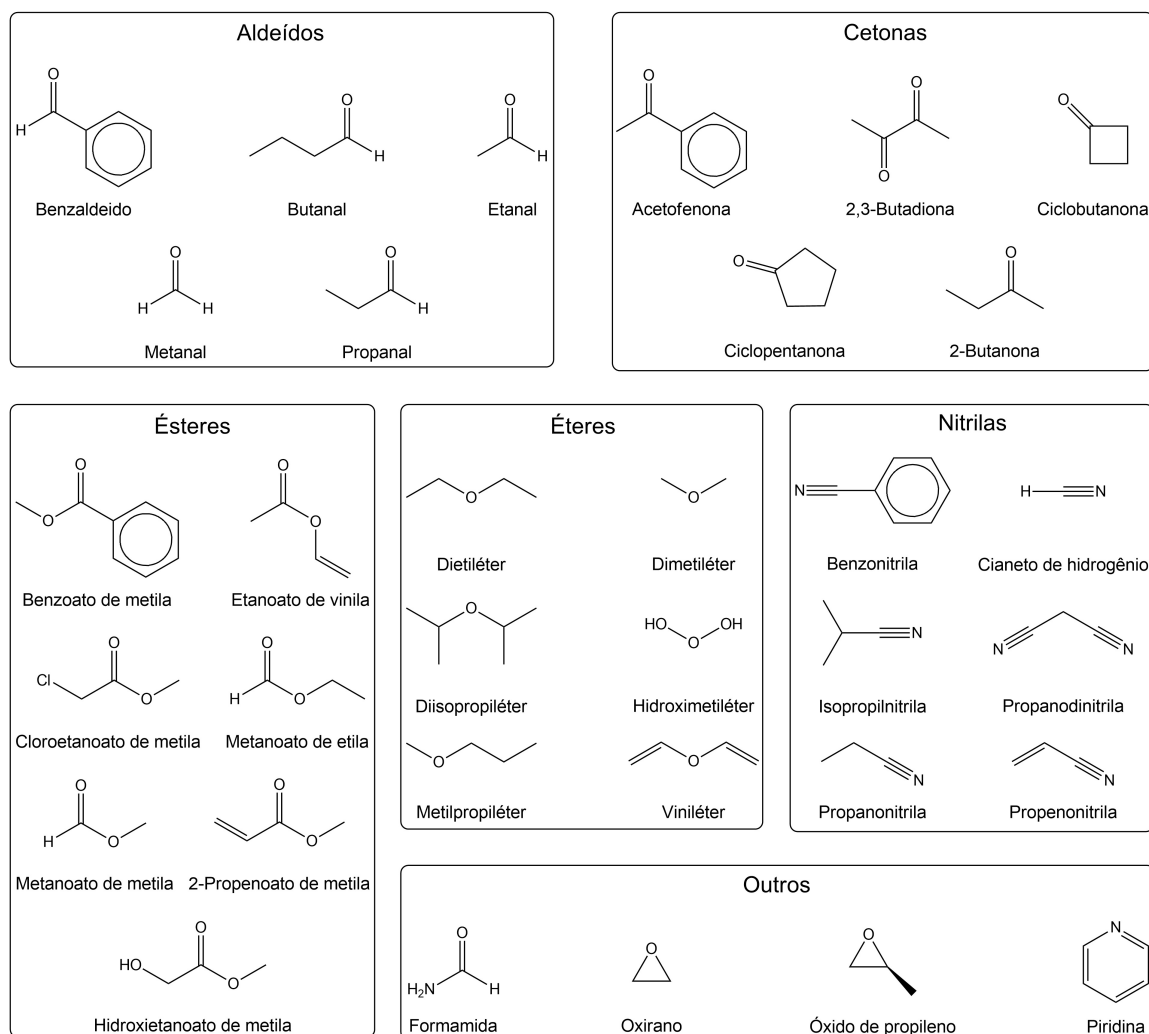 Aldeídos
O
H
O
H
O
H
Benzaldeido
Butanal
Etanal
O
H
H
O
H
Metanal
Propanal
Cetonas
O
O
O
O
Acetofenona
2,3-Butadiona
Ciclobutanona
O
O
Ciclopentanona
2-Butanona
Ésteres
O
O
O
O
Benzoato de metila
Etanoato de vinila
Cl
O
O
O
H
O
Cloroetanoato de metila
Metanoato de etila
O
H
O
O
O
Metanoato de metila
2-Propenoato de metila
O
HO
O
Hidroxietanoato de metila
Éteres
O
O
Dietiléter
Dimetiléter
O
HO
OH
O
Diisopropiléter
Hidroximetiléter
O
O
Metilpropiléter
Viniléter
Nitrilas
N
H
N
Benzonitrila
Cianeto de hidrogênio
N
N
N
Isopropilnitrila
Propanodinitrila
N
N
Propanonitrila
Propenonitrila
Outros
O
H₂N
H
O
O
N
Formamida
Oxirano
Óxido de propileno
Piridina